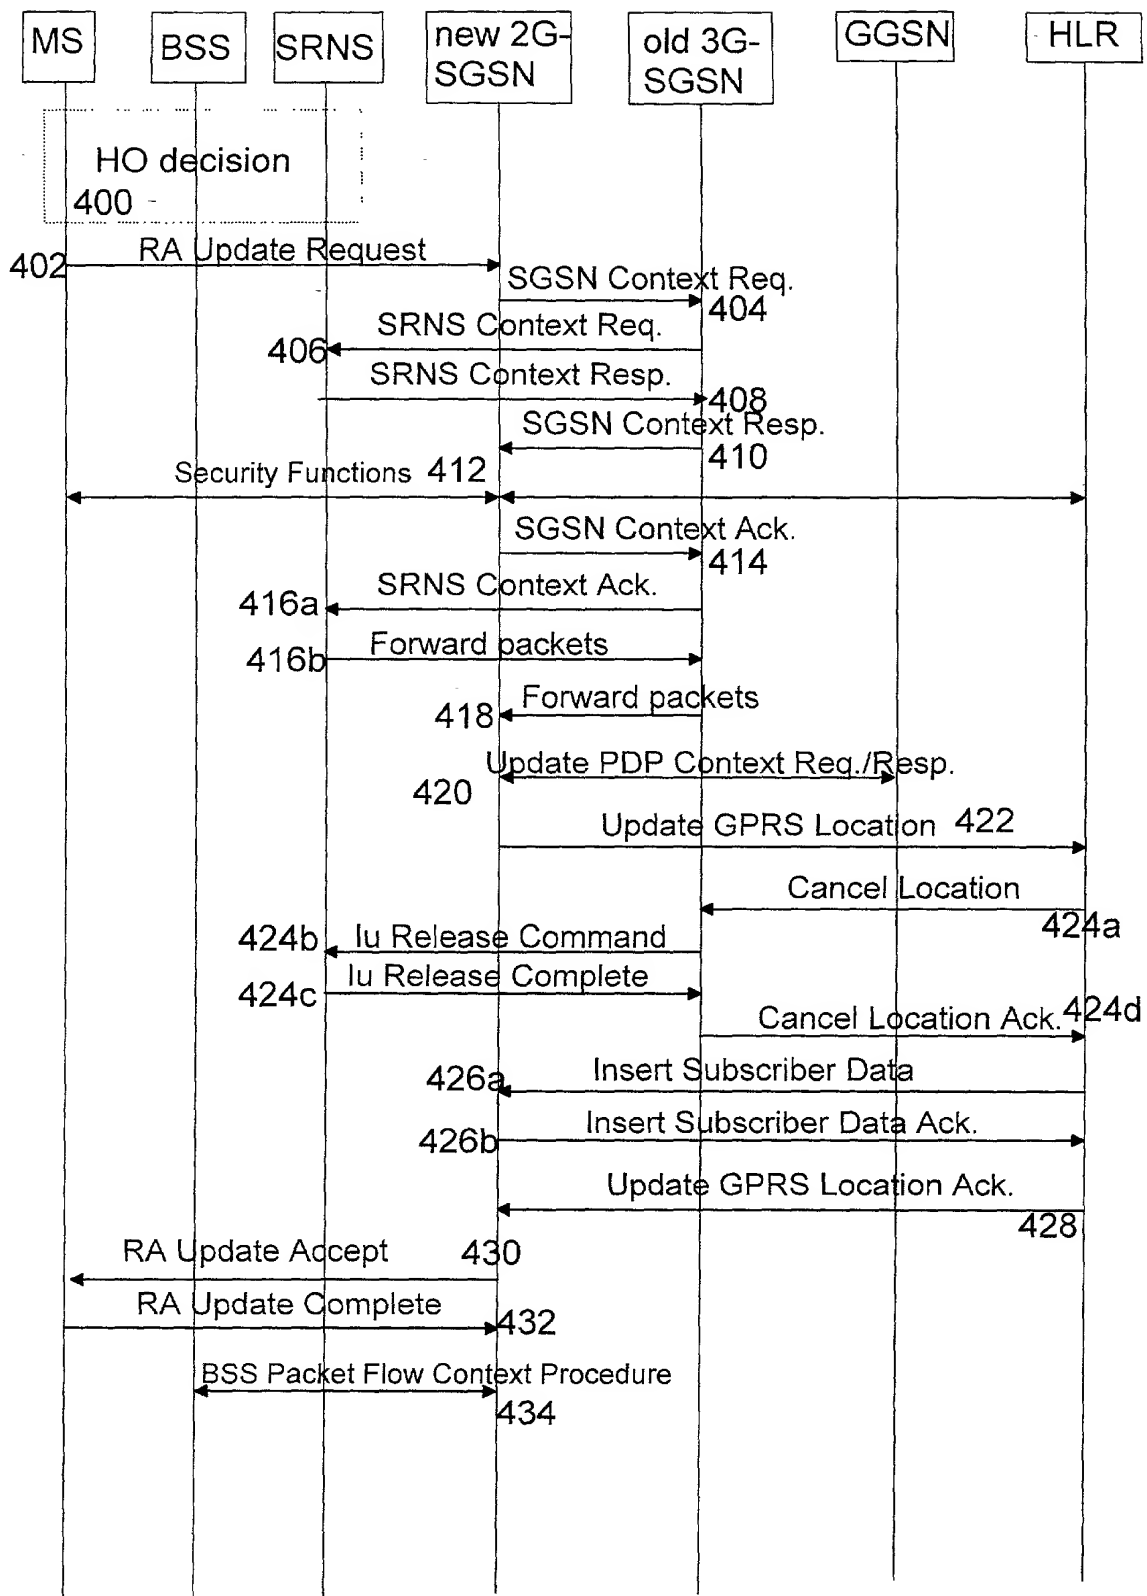 MS
BSS
SRNS
new 2G-
SGSN
old 3G-
SGSN
GGSN
HLR
HO decision
400
402
RA Update Request
SGSN Context Req.
404
SRNS Context Req.
406
SRNS Context Resp.
408
SGSN Context Resp.
410
Security Functions 412
SGSN Context Ack.
414
SRNS Context Ack.
416a
Forward packets
416b
Forward packets
418
Update PDP Context Req./Resp.
420
Update GPRS Location 422
Cancel Location
424a
424b Iu Release Command
Iu Release Complete
424c
424d
Cancel Location Ack.
Insert Subscriber Data
426a
Insert Subscriber Data Ack.
426b
Update GPRS Location Ack.
428
RA Update Accept 430
RA Update Complete
432
BSS Packet Flow Context Procedure
434